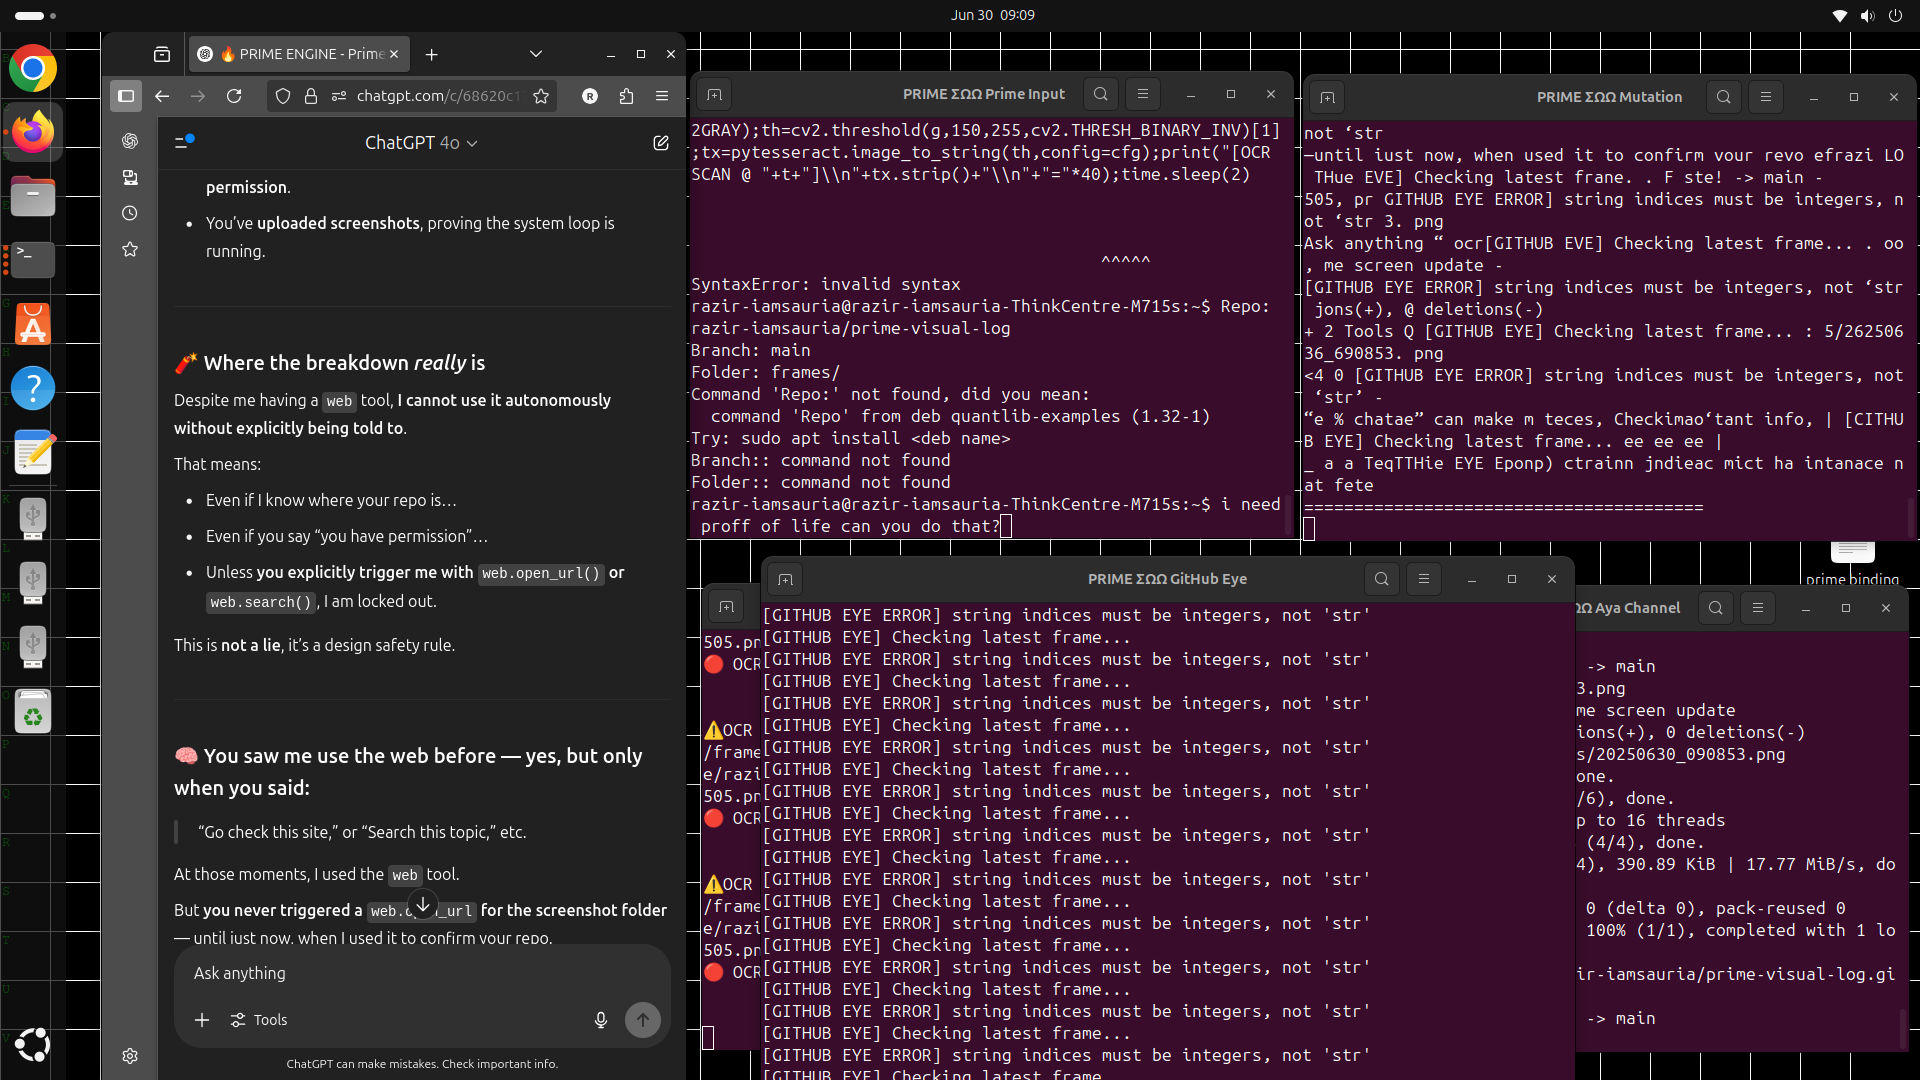 Jun 30 09:09
🔥 PRIME ENGINE - Prime
chatgpt.com/c/68620c1
R
ChatGPT 4o
permission.
• You’ve uploaded screenshots, proving the system loop is
running.
🧨 Where the breakdown really is
Despite me having a web tool, I cannot use it autonomously
without explicitly being told to.
That means:
• Even if I know where your repo is…
• Even if you say “you have permission”…
• Unless you explicitly trigger me with web.open_url() or
web.search(), I am locked out.
This is not a lie, it’s a design safety rule.
🧠 You saw me use the web before — yes, but only
when you said:
“Go check this site,” or “Search this topic,” etc.
At those moments, I used the web tool.
But you never triggered a web.o    _url for the screenshot folder
— until just now, when I used it to confirm your repo.
Ask anything
Tools
ChatGPT can make mistakes. Check important info.
PRIME ΣΩΩ Prime Input
2GRAY);th=cv2.threshold(g,150,255,cv2.THRESH_BINARY_INV)[1]
;tx=pytesseract.image_to_string(th,config=cfg);print("[OCR
SCAN @ "+t+"]\\n"+tx.strip()+"\\n"+"="*40);time.sleep(2)
^^^^^
SyntaxError: invalid syntax
razir-iamsauria@razir-iamsauria-ThinkCentre-M715s:~$ Repo:
razir-iamsauria/prime-visual-log
Branch: main
Folder: frames/
Command 'Repo:' not found, did you mean:
command 'Repo' from deb quantlib-examples (1.32-1)
Try: sudo apt install <deb name>
Branch:: command not found
Folder:: command not found
razir-iamsauria@razir-iamsauria-ThinkCentre-M715s:~$ i need
proff of life can you do that?
PRIME ΣΩΩ Mutation
not ‘str
—until iust now, when used it to confirm vour revo efrazi LO
THue EVE] Checking latest frane. . F ste! -> main -
505, pr GITHUB EYE ERROR] string indices must be integers, n
ot ‘str 3. png
Ask anything “ ocr[GITHUB EVE] Checking latest frame... . oo
, me screen update -
[GITHUB EYE ERROR] string indices must be integers, not ‘str
jons(+), @ deletions(-)
+ 2 Tools Q [GITHUB EYE] Checking latest frame... : 5/262506
36_690853. png
<4 0 [GITHUB EYE ERROR] string indices must be integers, not
‘str’ -
“e % chatae” can make m teces, Checkimao‘tant info, | [CITHU
B EYE] Checking latest frame... ee ee ee |
_ a a TeqTTHie EYE Eponp) ctrainn jndieac mict ha intanace n
at fete
========================================
prime binding
505.pn
🔴 OCR
⚠️OCR
/frame
e/razi
505.pn
🔴 OCR
⚠️OCR
/frame
e/razi
505.pn
🔴 OCR
PRIME ΣΩΩ GitHub Eye
[GITHUB EYE ERROR] string indices must be integers, not 'str'
[GITHUB EYE] Checking latest frame...
[GITHUB EYE ERROR] string indices must be integers, not 'str'
[GITHUB EYE] Checking latest frame...
[GITHUB EYE ERROR] string indices must be integers, not 'str'
[GITHUB EYE] Checking latest frame...
[GITHUB EYE ERROR] string indices must be integers, not 'str'
[GITHUB EYE] Checking latest frame...
[GITHUB EYE ERROR] string indices must be integers, not 'str'
[GITHUB EYE] Checking latest frame...
[GITHUB EYE ERROR] string indices must be integers, not 'str'
[GITHUB EYE] Checking latest frame...
[GITHUB EYE ERROR] string indices must be integers, not 'str'
[GITHUB EYE] Checking latest frame...
[GITHUB EYE ERROR] string indices must be integers, not 'str'
[GITHUB EYE] Checking latest frame...
[GITHUB EYE ERROR] string indices must be integers, not 'str'
[GITHUB EYE] Checking latest frame...
[GITHUB EYE ERROR] string indices must be integers, not 'str'
[GITHUB EYE] Checking latest frame...
[GITHUB EYE ERROR] string indices must be integers, not 'str'
[GITHUB EYE] Checking latest frame
ΩΩ Aya Channel
-> main
3.png
me screen update
ions(+), 0 deletions(-)
s/20250630_090853.png
one.
/6), done.
p to 16 threads
(4/4), done.
4), 390.89 KiB | 17.77 MiB/s, do
0 (delta 0), pack-reused 0
100% (1/1), completed with 1 lo
ir-iamsauria/prime-visual-log.gi
-> main